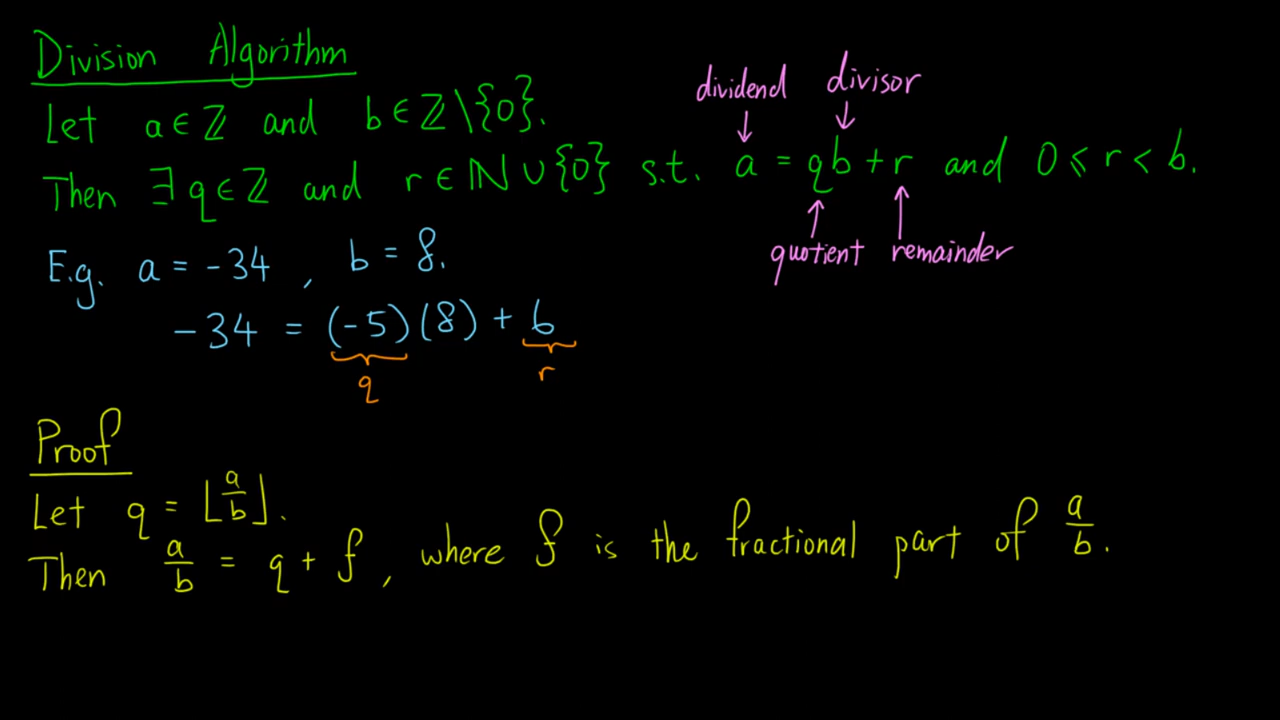 Division Algorithm
Let a ∈ ℤ and b ∈ ℤ \ {0}.
dividend divisor
Then ∃ q ∈ ℤ and r ∈ ℕ ∪ {0} s.t. a = qb + r and 0 ⩽ r < b.
quotient remainder
E.g. a = -34 , b = 8.
-34 = (-5)(8) + 6
q r
Proof
Let q = ⌊a/b⌋.
Then a/b = q + f , where f is the fractional part of a/b.